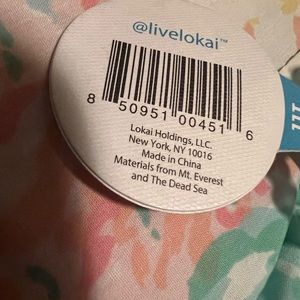 @livelokai™
8 50951 00451 6
Lokai Holdings, LLC.
New York, NY 10016
Made in China
Materials from Mt. Everest
and The Dead Sea